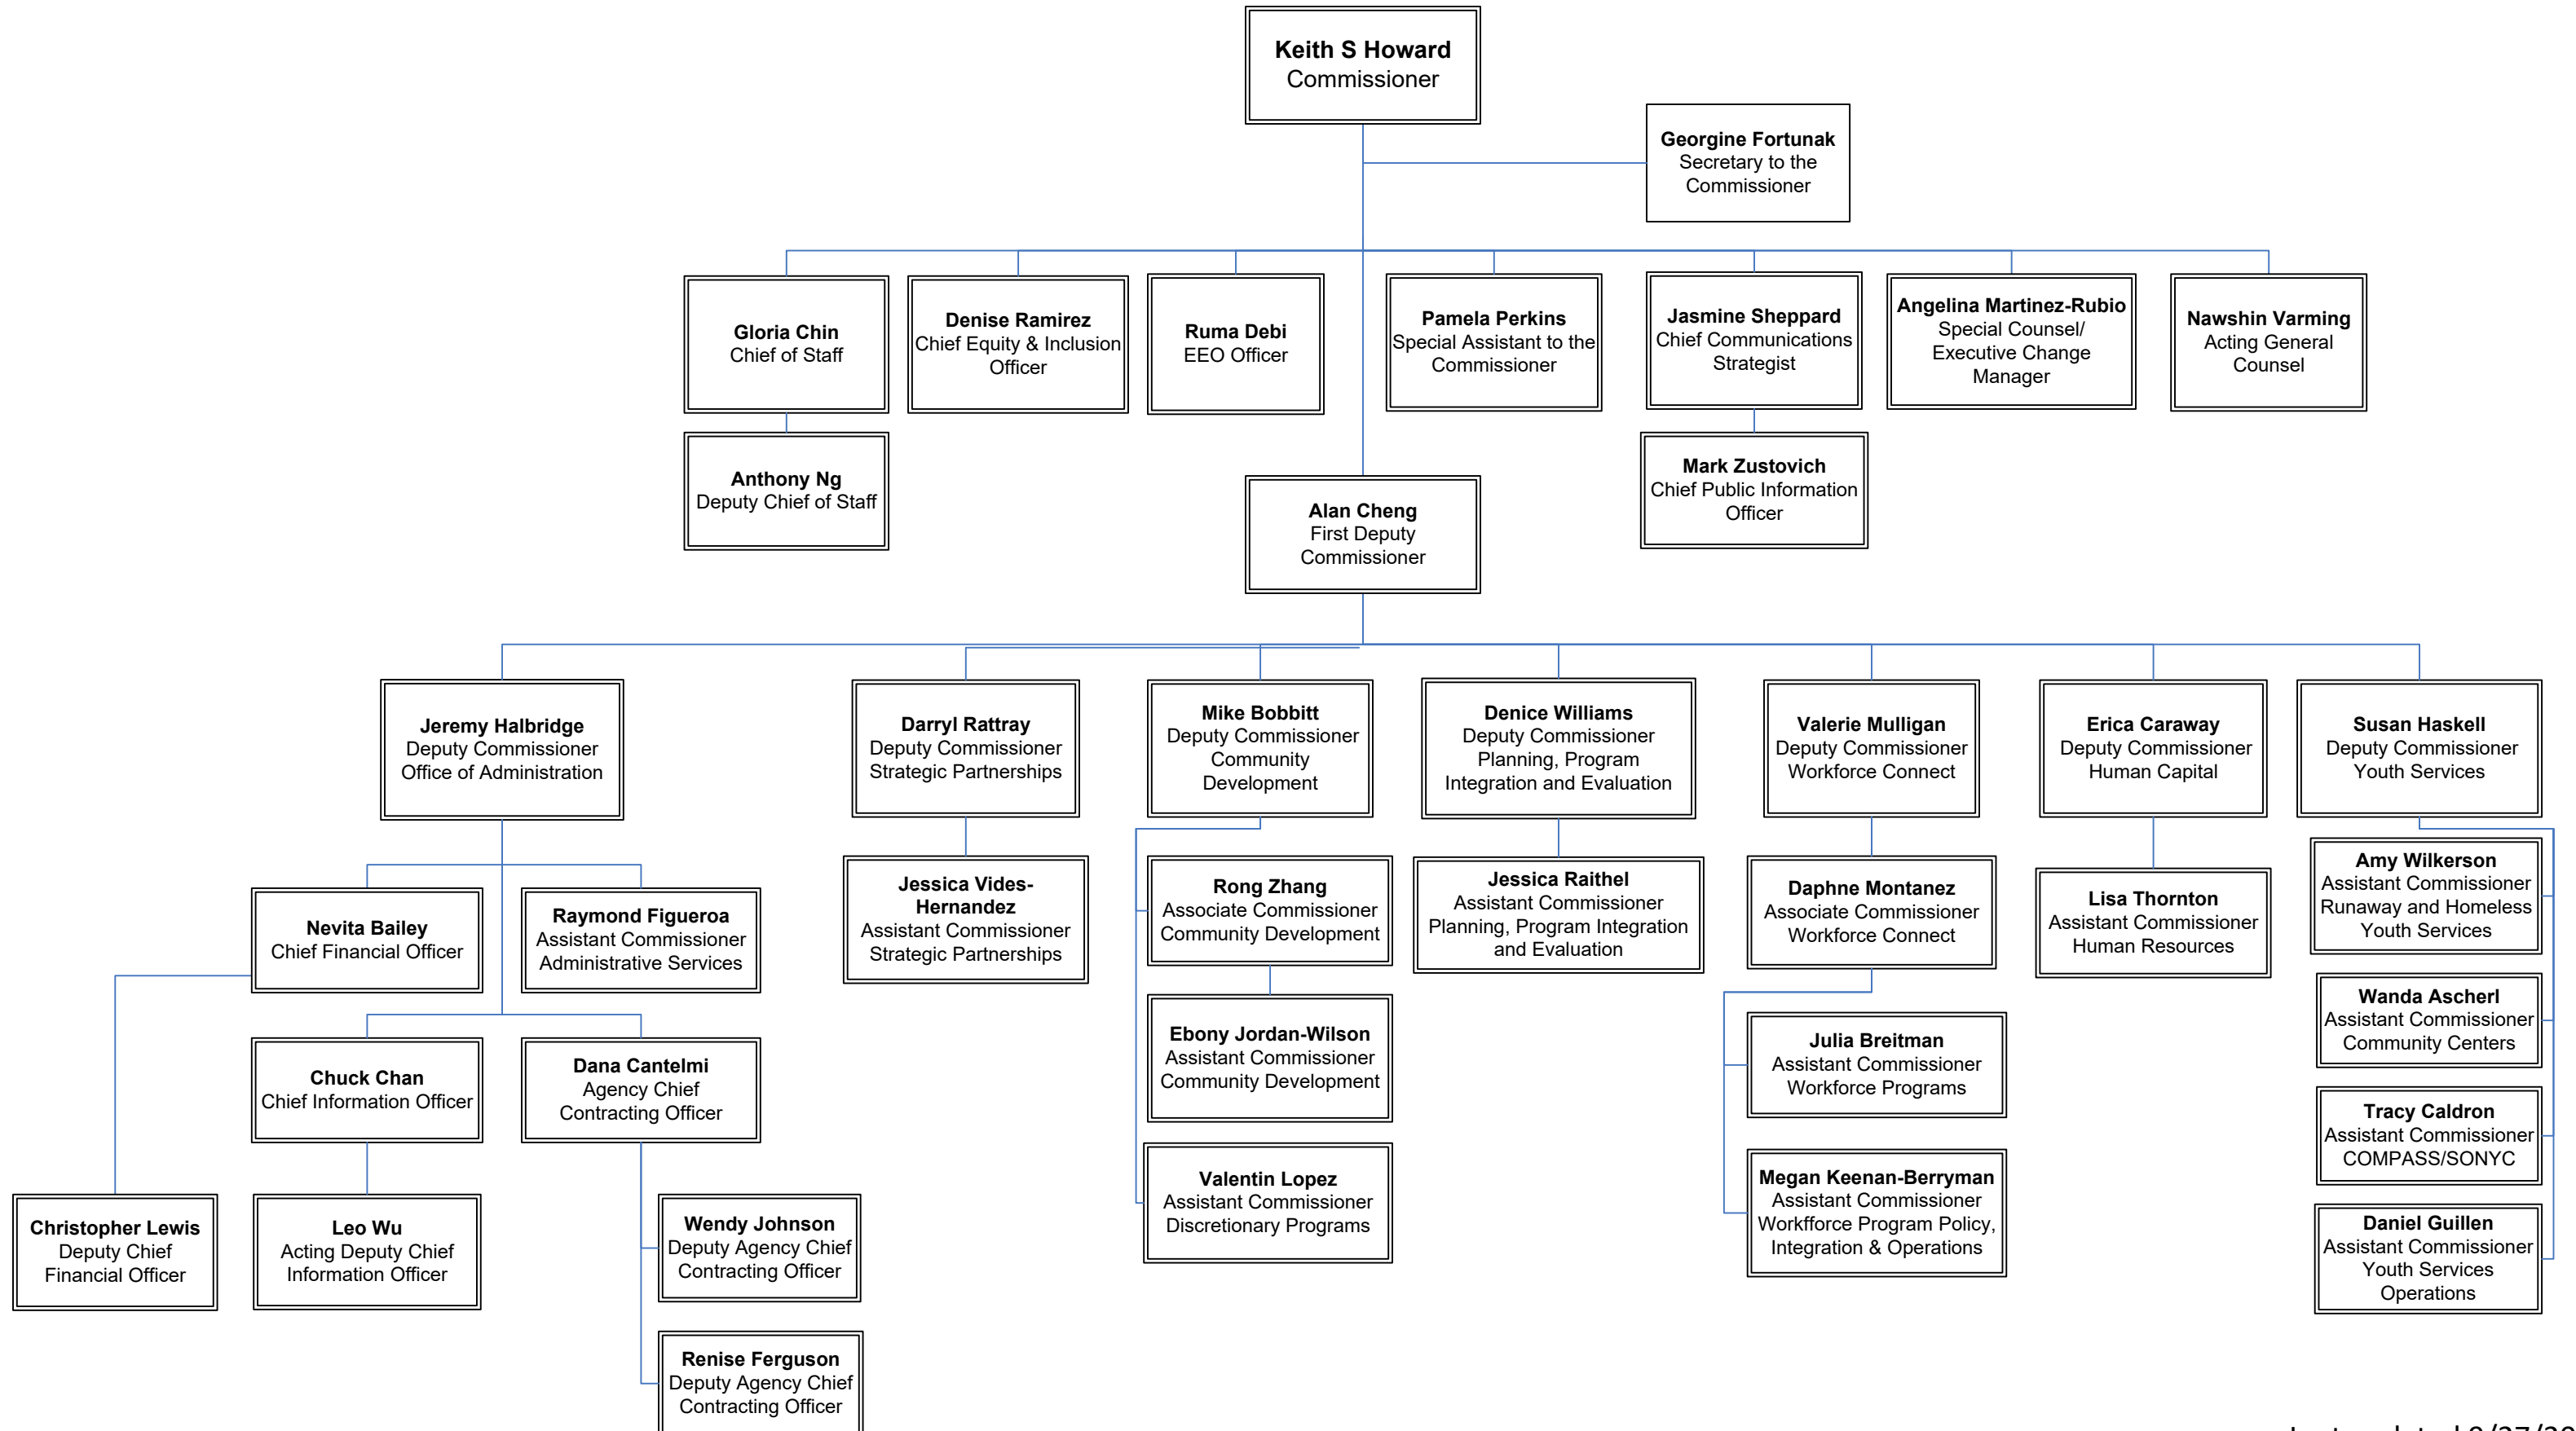 Keith S Howard
Commissioner
Georgine Fortunak
Secretary to the
Commissioner
Gloria Chin
Chief of Staff
Denise Ramirez
Chief Equity & Inclusion
Officer
Ruma Debi
EEO Officer
Pamela Perkins
Special Assistant to the
Commissioner
Jasmine Sheppard
Chief Communications
Strategist
Angelina Martinez-Rubio
Special Counsel/
Executive Change
Manager
Nawshin Varming
Acting General
Counsel
Anthony Ng
Deputy Chief of Staff
Mark Zustovich
Chief Public Information
Officer
Alan Cheng
First Deputy
Commissioner
Jeremy Halbridge
Deputy Commissioner
Office of Administration
Darryl Rattray
Deputy Commissioner
Strategic Partnerships
Mike Bobbitt
Deputy Commissioner
Community
Development
Denice Williams
Deputy Commissioner
Planning, Program
Integration and Evaluation
Valerie Mulligan
Deputy Commissioner
Workforce Connect
Erica Caraway
Deputy Commissioner
Human Capital
Susan Haskell
Deputy Commissioner
Youth Services
Nevita Bailey
Chief Financial Officer
Raymond Figueroa
Assistant Commissioner
Administrative Services
Jessica Vides-
Hernandez
Assistant Commissioner
Strategic Partnerships
Rong Zhang
Associate Commissioner
Community Development
Jessica Raithel
Assistant Commissioner
Planning, Program Integration
and Evaluation
Daphne Montanez
Associate Commissioner
Workforce Connect
Lisa Thornton
Assistant Commissioner
Human Resources
Amy Wilkerson
Assistant Commissioner
Runaway and Homeless
Youth Services
Chuck Chan
Chief Information Officer
Dana Cantelmi
Agency Chief
Contracting Officer
Ebony Jordan-Wilson
Assistant Commissioner
Community Development
Julia Breitman
Assistant Commissioner
Workforce Programs
Wanda Ascherl
Assistant Commissioner
Community Centers
Tracy Caldron
Assistant Commissioner
COMPASS/SONYC
Christopher Lewis
Deputy Chief
Financial Officer
Leo Wu
Acting Deputy Chief
Information Officer
Wendy Johnson
Deputy Agency Chief
Contracting Officer
Valentin Lopez
Assistant Commissioner
Discretionary Programs
Megan Keenan-Berryman
Assistant Commissioner
Workfforce Program Policy,
Integration & Operations
Daniel Guillen
Assistant Commissioner
Youth Services
Operations
Renise Ferguson
Deputy Agency Chief
Contracting Officer